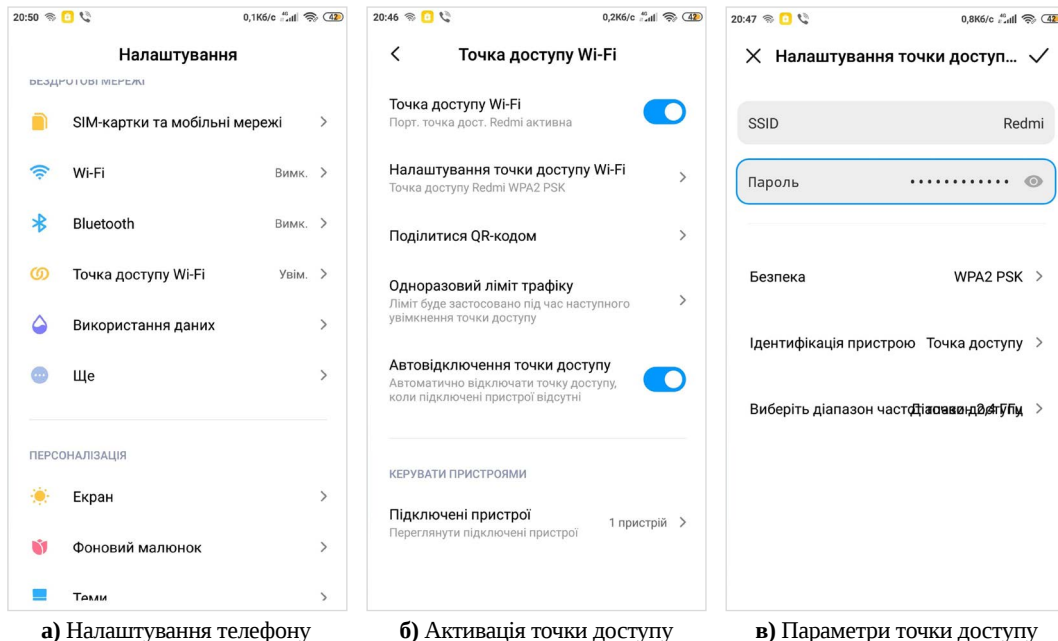 20:50 0,1Кб/с 4G 42
Налаштування
БЕЗДРОТОВІ МЕРЕЖІ
SIM-картки та мобільні мережі
Wi-Fi Вимк.
Bluetooth Вимк.
Точка доступу Wi-Fi Увім.
Використання даних
Ще
ПЕРСОНАЛІЗАЦІЯ
Екран
Фоновий малюнок
Теми
а) Налаштування телефону
20:46 0,2Кб/с 4G 42
Точка доступу Wi-Fi
Точка доступу Wi-Fi
Порт. точка дост. Redmi активна
Налаштування точки доступу Wi-Fi
Точка доступу Redmi WPA2 PSK
Поділитися QR-кодом
Одноразовий ліміт трафіку
Ліміт буде застосовано під час наступного
увімкнення точки доступу
Автовідключення точки доступу
Автоматично відключати точку доступу,
коли підключені пристрої відсутні
КЕРУВАТИ ПРИСТРОЯМИ
Підключені пристрої 1 пристрій
Переглянути підключені пристрої
б) Активація точки доступу
20:47 0,8Кб/с 4G 42
Налаштування точки доступ...
SSID Redmi
Пароль ••••••••••••
Безпека WPA2 PSK
Ідентифікація пристрою Точка доступу
Виберіть діапазон частот
в) Параметри точки доступу